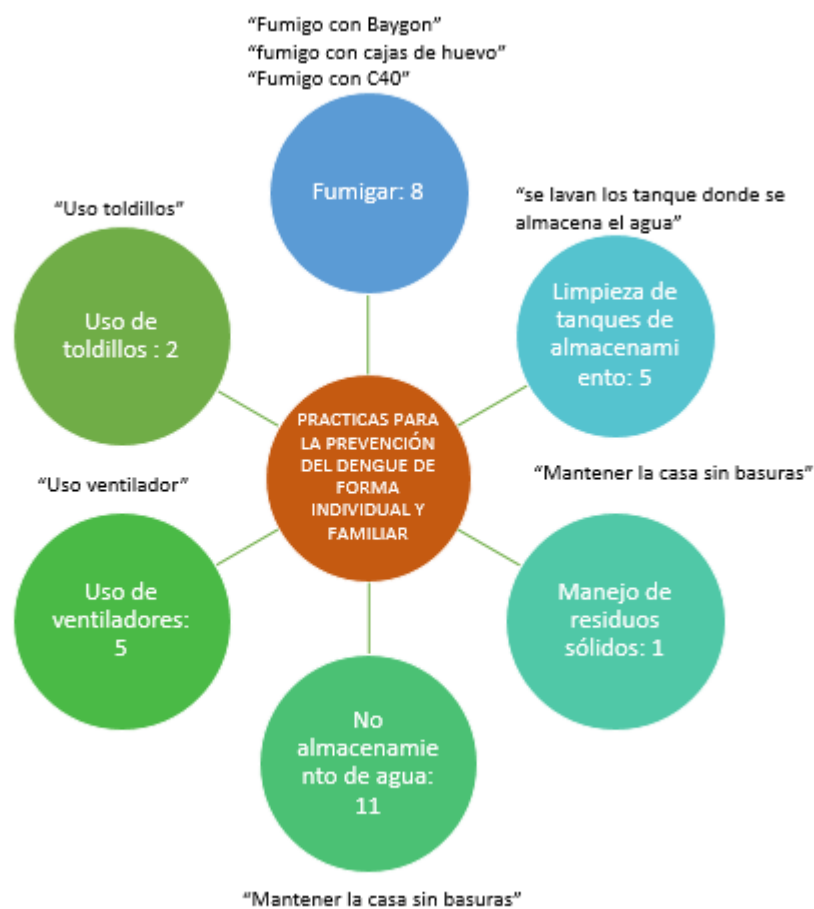 “Fumigo con Baygon”
“fumigo con cajas de huevo”
“Fumigo con C40”
Fumigar: 8
“se lavan los tanque donde se
almacena el agua”
Limpieza de
tanques de
almacenami
ento: 5
“Mantener la casa sin basuras”
Manejo de
residuos
sólidos: 1
No
almacenamie
nto de agua:
11
“Mantener la casa sin basuras”
“Uso ventilador”
Uso de
ventiladores:
5
“Uso toldillos”
Uso de
toldillos : 2
PRACTICAS PARA
LA PREVENCIÓN
DEL DENGUE DE
FORMA
INDIVIDUAL Y
FAMILIAR